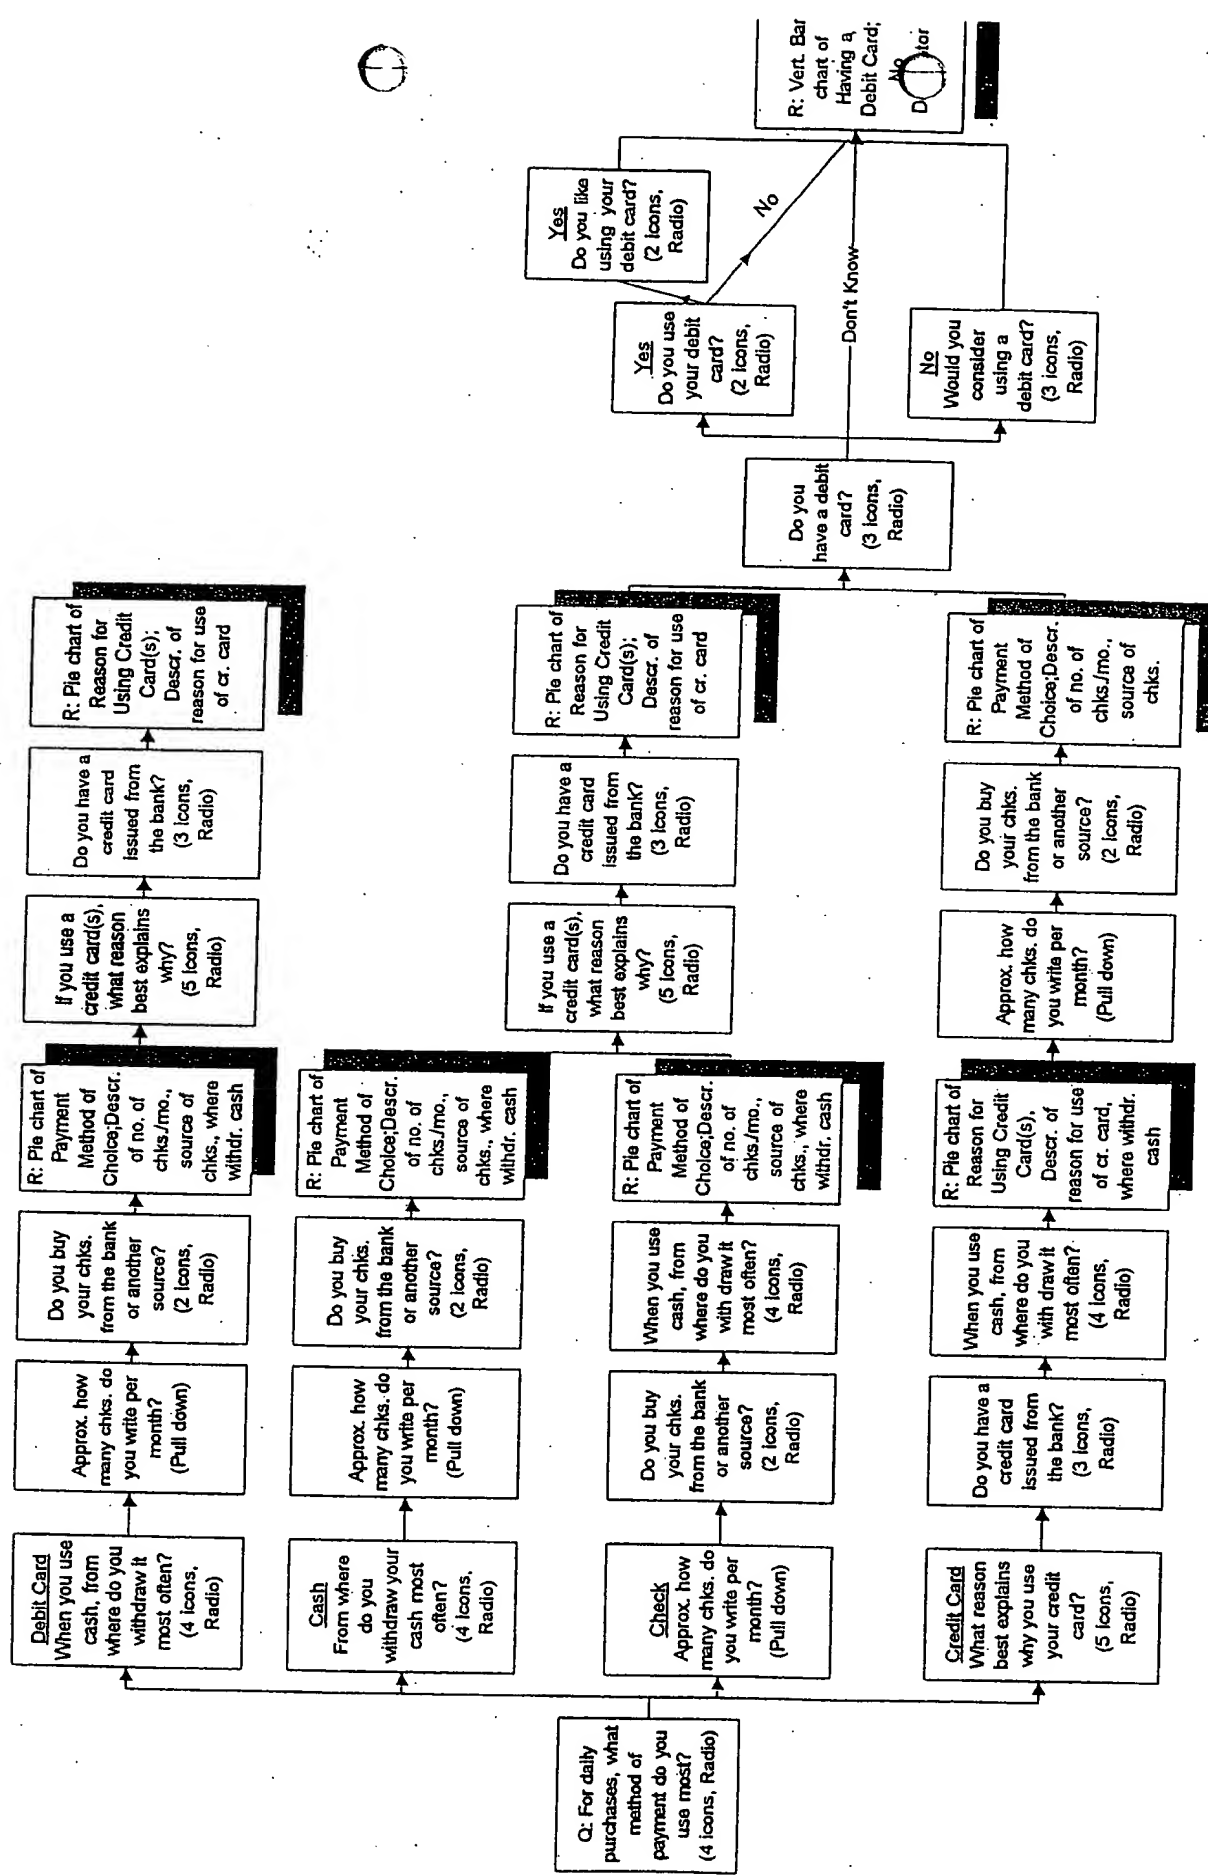 Q: For daily
purchases, what
method of
payment do you
use most?
(4 icons, Radio)
Debit Card
When you use
cash, from
where do you
withdraw it
most often?
(4 icons,
Radio)
Approx. how
many chks. do
you write per
month?
(Pull down)
Do you buy
your chks.
from the bank
or another
source?
(2 icons,
Radio)
R: Pie chart of
Payment
Method of
Choice;Descr.
of no. of
chks/mo.,
source of
chks., where
withdr. cash
If you use a
credit card(s),
what reason
best explains
why?
(5 icons,
Radio)
Do you have a
credit card
issued from
the bank?
(3 icons,
Radio)
R: Pie chart of
Reason for
Using Credit
Card(s);
Descr. of
reason for use
of cr. card
Cash
From where
do you
withdraw your
cash most
often?
(4 icons,
Radio)
Approx. how
many chks. do
you write per
month?
(Pull down)
Do you buy
your chks.
from the bank
or another
source?
(2 icons,
Radio)
R: Pie chart of
Payment
Method of
Choice;Descr.
of no. of
chks/mo.,
source of
chks., where
withdr. cash
Check
Approx. how
many chks. do
you write per
month?
(Pull down)
Do you buy
your chks.
from the bank
or another
source?
(2 icons,
Radio)
When you use
cash, from
where do you
with draw it
most often?
(4 icons,
Radio)
R: Pie chart of
Payment
Method of
Choice;Descr.
of no. of
chks/mo.,
source of
chks., where
withdr. cash
If you use a
credit card(s),
what reason
best explains
why?
(5 icons,
Radio)
Do you have a
credit card
issued from
the bank?
(3 icons,
Radio)
R: Pie chart of
Reason for
Using Credit
Card(s);
Descr. of
reason for use
of cr. card
Credit Card
What reason
best explains
why you use
your credit
card?
(5 icons,
Radio)
Do you have a
credit card
issued from
the bank?
(3 icons,
Radio)
When you use
cash, from
where do you
with draw it
most often?
(4 icons,
Radio)
R: Pie chart of
Reason for
Using Credit
Card(s),
Descr. of
reason for use
of cr. card,
where withdr.
cash
Approx. how
many chks. do
you write per
month?
(Pull down)
Do you buy
your chks.
from the bank
or another
source?
(2 icons,
Radio)
R: Pie chart of
Payment
Method of
Choice;Descr.
of no. of
chks./mo.,
source of
chks.
Do you
have a debit
card?
(3 icons,
Radio)
Yes
Do you use
your debit
card?
(2 icons,
Radio)
Yes
Do you like
using your
debit card?
(2 icons,
Radio)
No
Don't Know
No
Would you
consider
using a
debit card?
(3 icons,
Radio)
R: Vert. Bar
chart of
Having a
Debit Card;